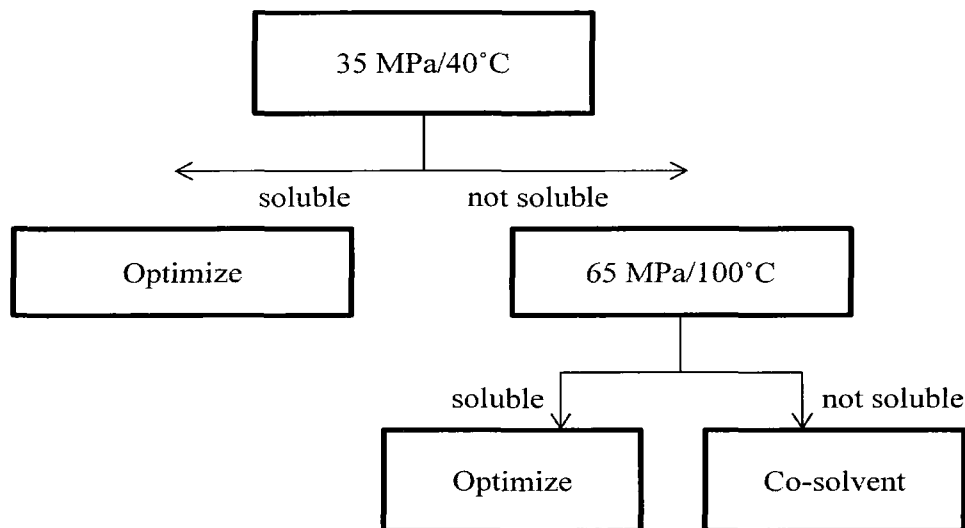 35 MPa/40˚C
soluble
not soluble
Optimize
65 MPa/100˚C
soluble
not soluble
Optimize
Co-solvent